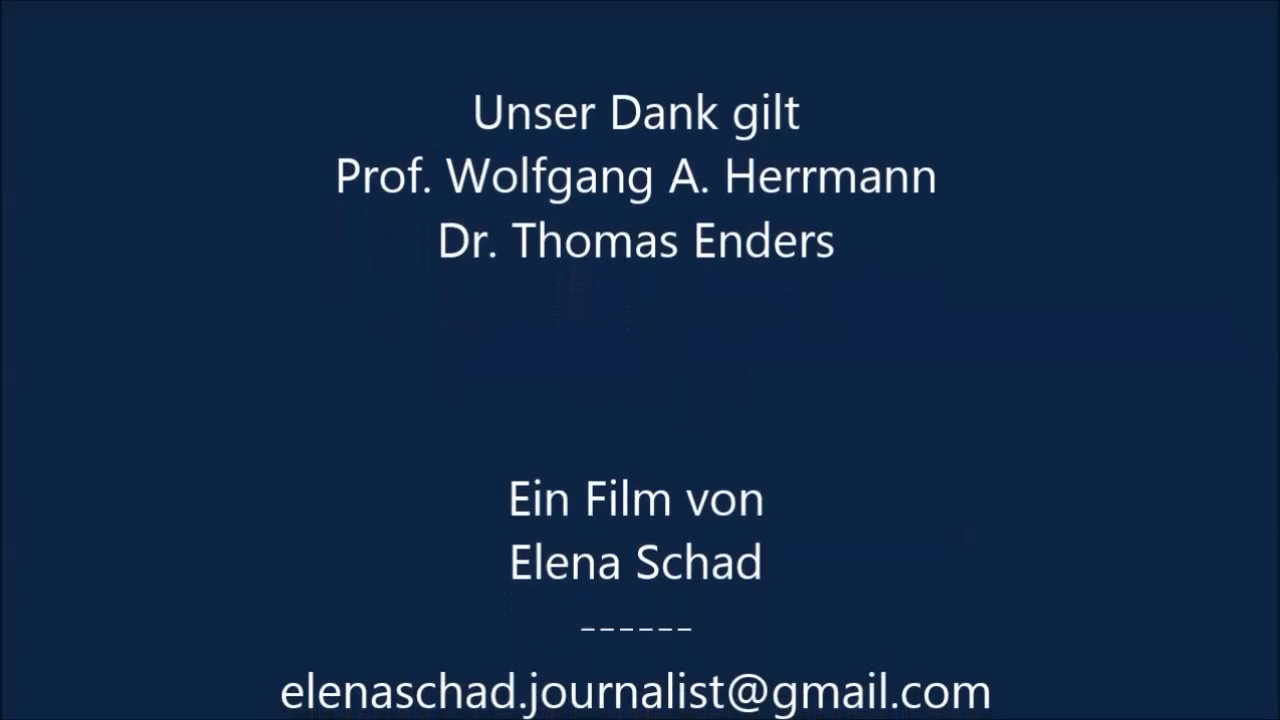 Unser Dank gilt
Prof. Wolfgang A. Herrmann
Dr. Thomas Enders
Ein Film von
Elena Schad
------
elenaschad.journalist@gmail.com